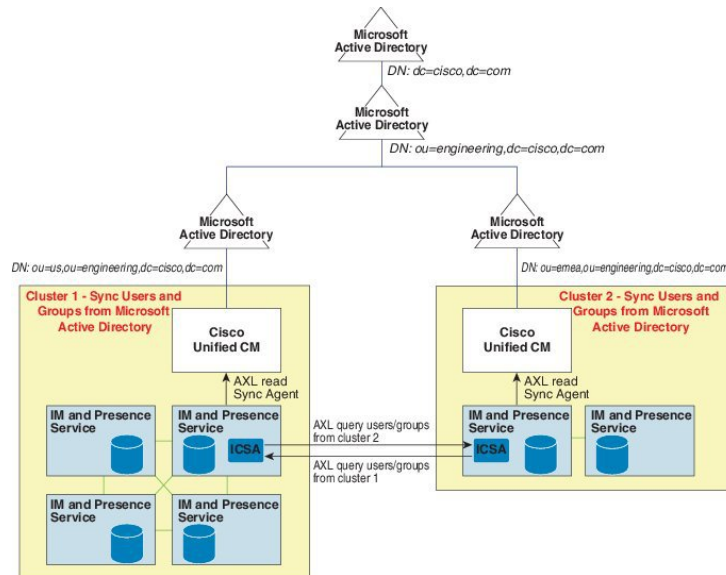 Microsoft
Active Directory
DN: dc=cisco,dc=com
Microsoft
Active Directory
DN: ou=engineering,dc=cisco,dc=com
Microsoft
Active Directory
Microsoft
Active Directory
DN: ou=us,ou=engineering,dc=cisco,dc=com
DN: ou=emea,ou=engineering,dc=cisco,dc=com
Cluster 1 - Sync Users and
Groups from Microsoft
Active Directory
Cisco
Unified CM
AXL read
Sync Agent
IM and Presence
Service
IM and Presence
Service
ICSA
IM and Presence
Service
IM and Presence
Service
AXL query users/groups
from cluster 2
AXL query users/groups
from cluster 1
Cluster 2 - Sync Users and
Groups from Microsoft
Active Directory
Cisco
Unified CM
AXL read
Sync Agent
IM and Presence
Service
ICSA
IM and Presence
Service